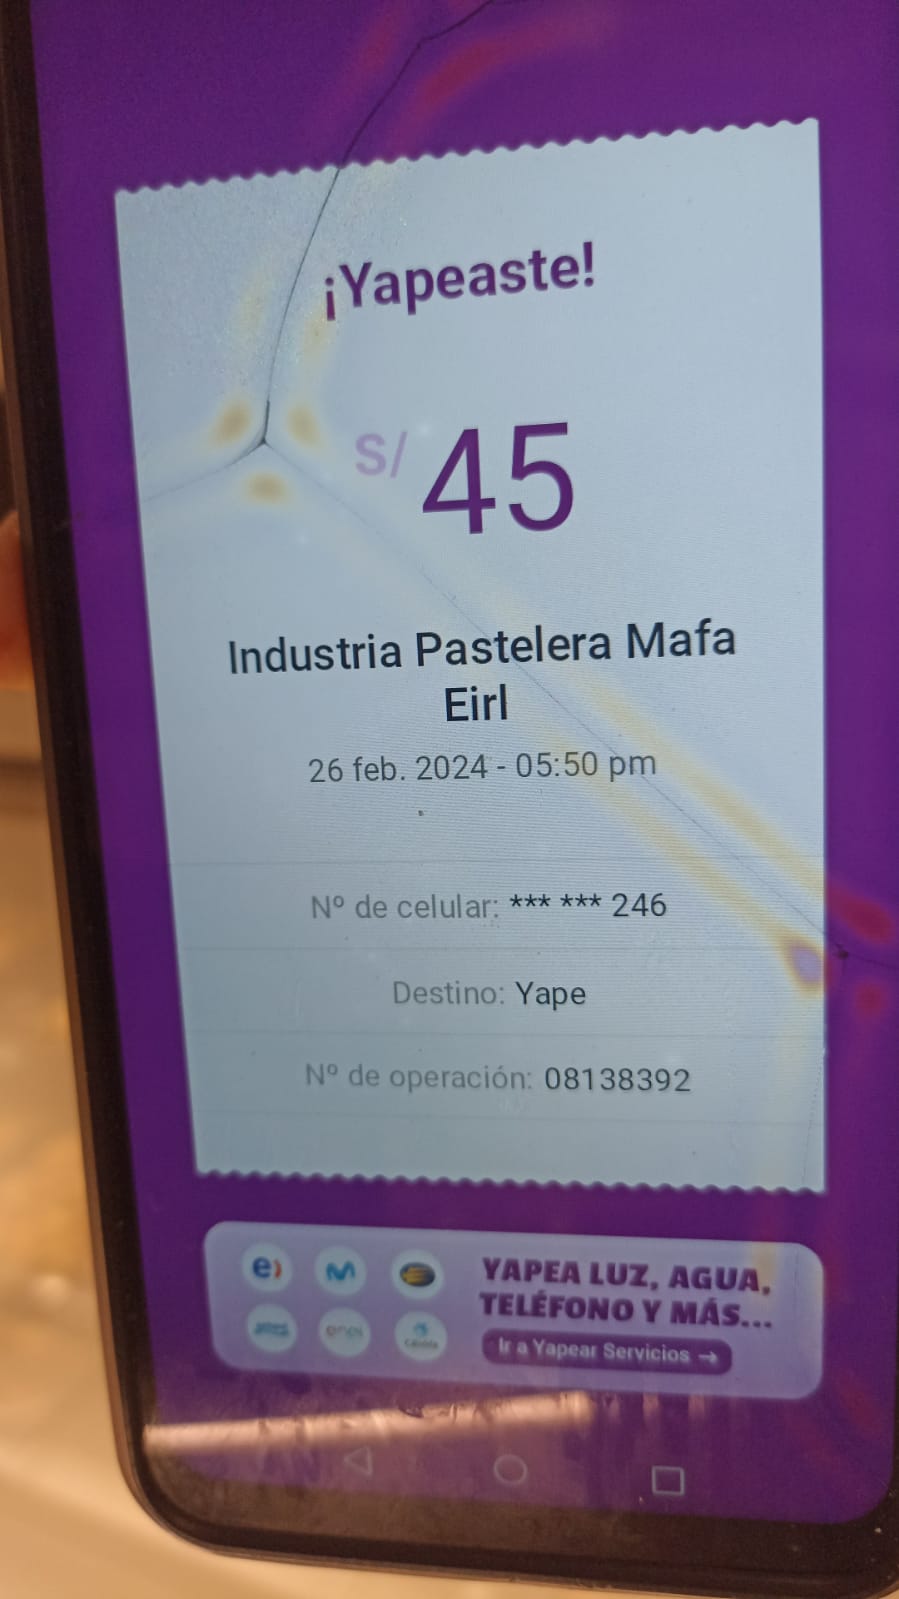 ¡Yapeaste!
S/ 45
Industria Pastelera Mafa
Eirl
26 feb. 2024 - 05:50 pm
Nº de celular: *** *** 246
Destino: Yape
Nº de operación: 08138392
e)
YAPEA LUZ, AGUA,
TELÉFONO Y MÁS...
Ir a Yapear Servicios →
enel